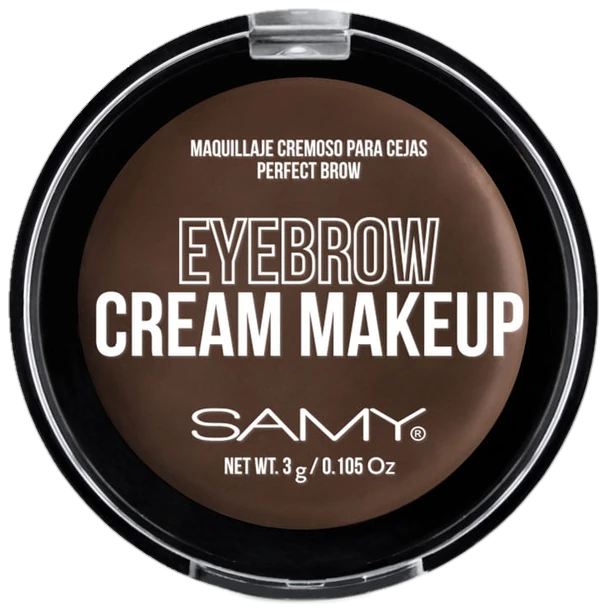 MAQUILLAJE CREMOSO PARA CEJAS
PERFECT BROW
EYEBROW
CREAM MAKEUP
SAMY®
NET WT. 3 g / 0.105 Oz